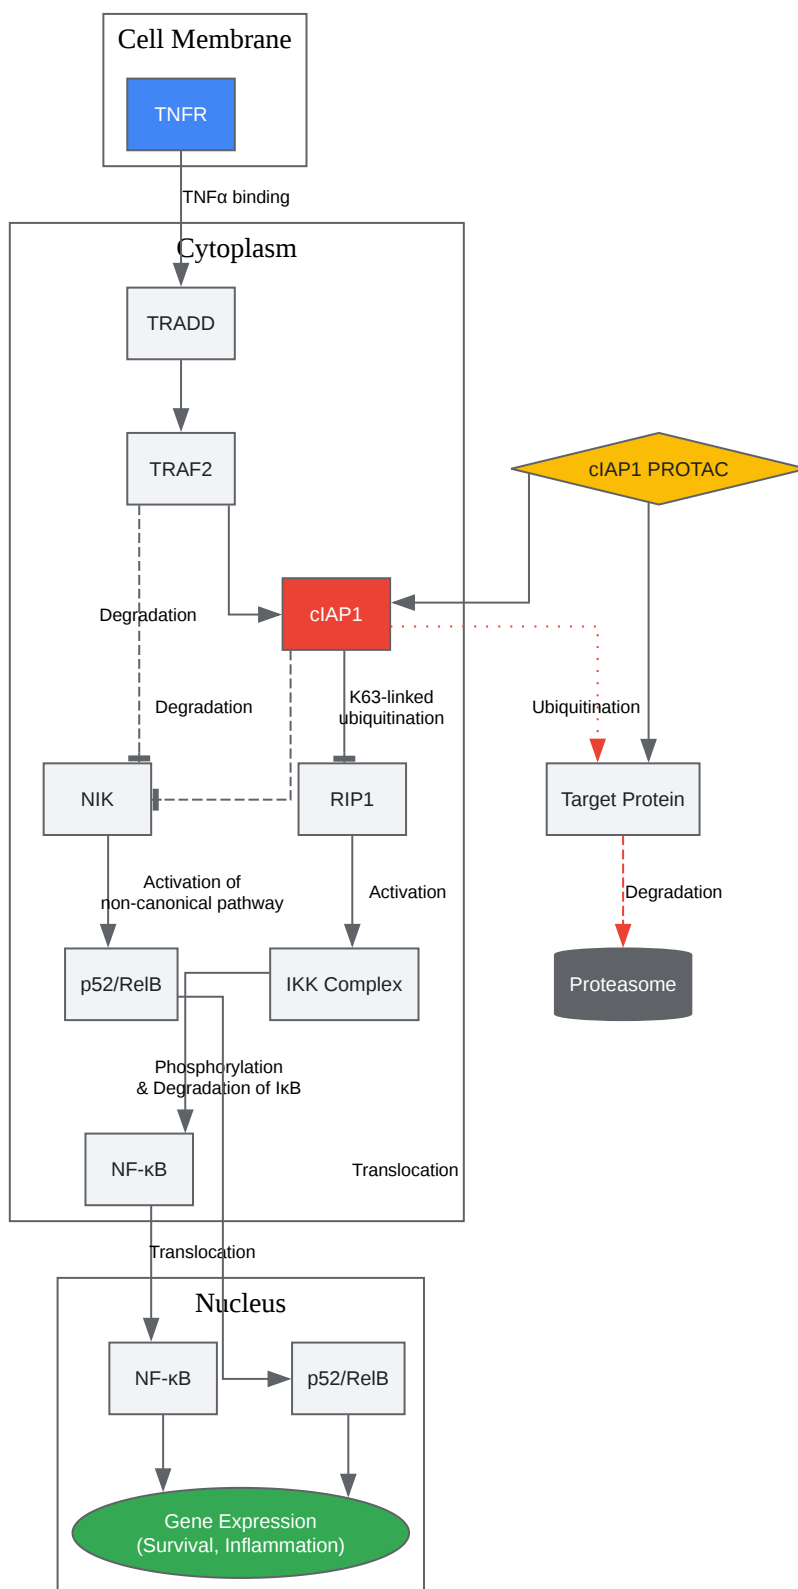 Cell Membrane
TNFR
TNFα binding
Cytoplasm
TRADD
TRAF2
cIAP1 PROTAC
cIAP1
Degradation
Degradation
K63-linked
ubiquitination
Ubiquitination
NIK
RIP1
Target Protein
Activation of
non-canonical pathway
Activation
Degradation
p52/RelB
IKK Complex
Proteasome
Phosphorylation
& Degradation of IκB
NF-κB
Translocation
Translocation
Nucleus
NF-κB
p52/RelB
Gene Expression
(Survival, Inflammation)